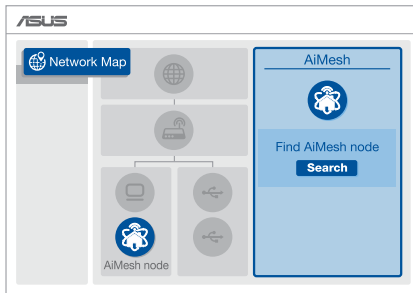 ASUS
Network Map
AiMesh
Find AiMesh node
Search
AiMesh node